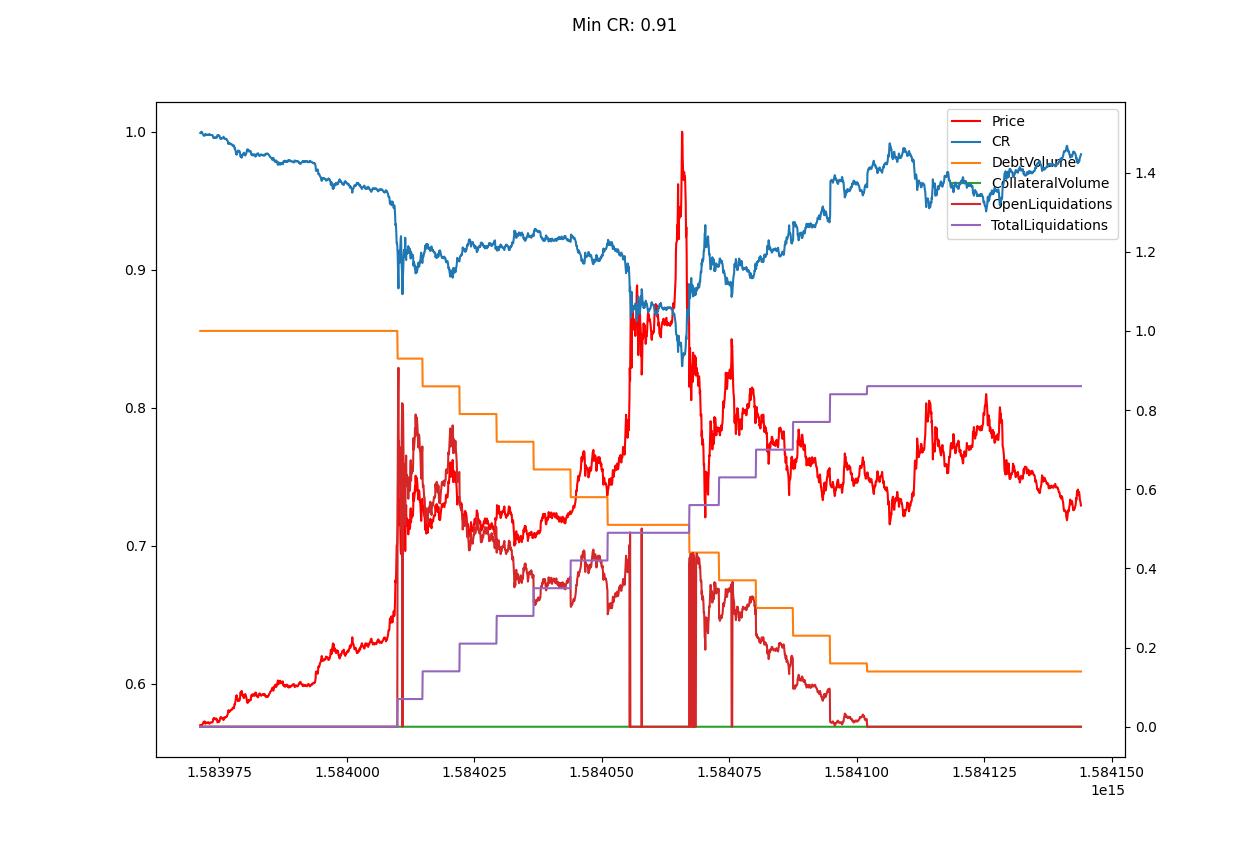 Min CR: 0.91
1.0
0.9
0.8
0.7
0.6
Price
CR
DebtVolume
CollateralVolume
OpenLiquidations
TotalLiquidations
1.4
1.2
1.0
0.8
0.6
0.4
0.2
0.0
1.583975 1.584000 1.584025 1.584050 1.584075 1.584100 1.584125 1.584150
1e15